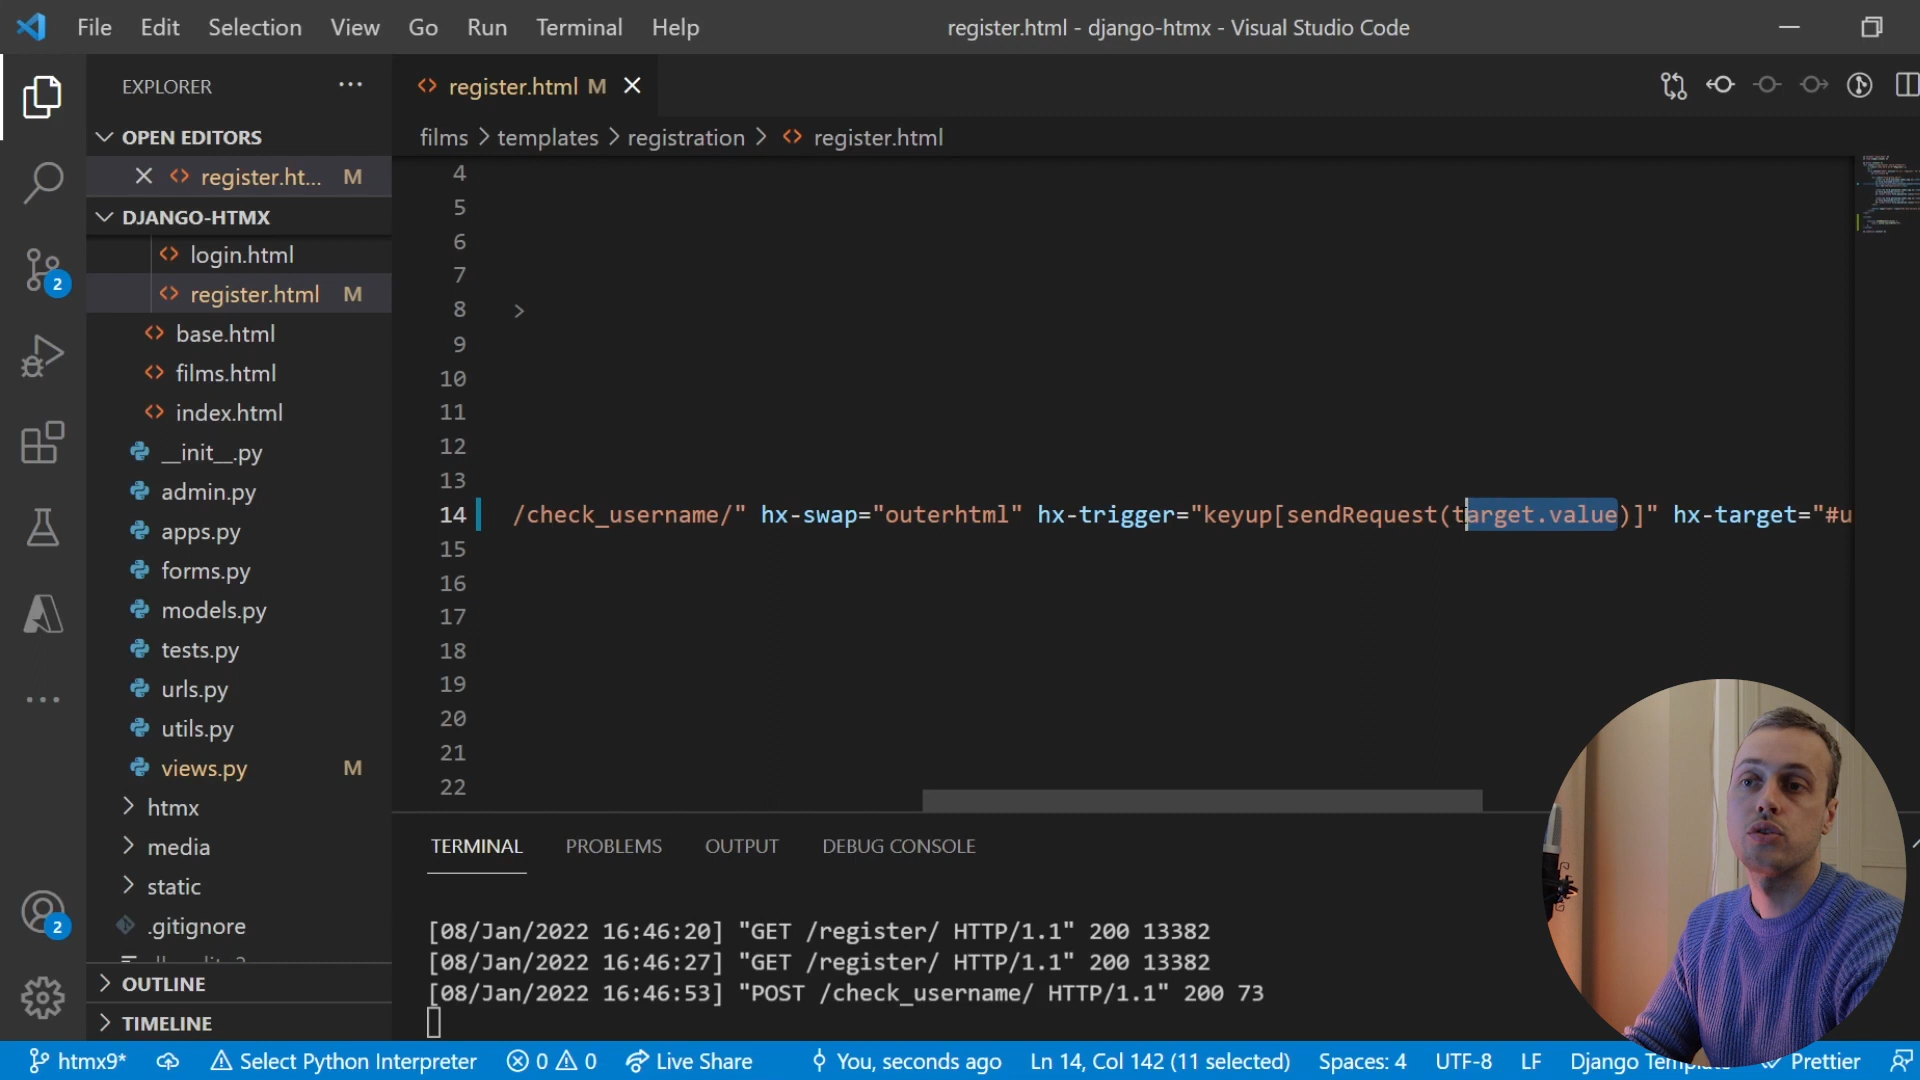 File Edit Selection View Go Run Terminal Help
register.html - django-htmx - Visual Studio Code
EXPLORER
register.html M
OPEN EDITORS
films > templates > registration > register.html
register.ht... M
DJANGO-HTMX
login.html
register.html M
base.html
films.html
index.html
__init__.py
admin.py
apps.py
forms.py
models.py
tests.py
urls.py
utils.py
views.py M
htmx
media
static
.gitignore
OUTLINE
TIMELINE
4
5
6
7
8
9
10
11
12
13
14 /check_username/" hx-swap="outerhtml" hx-trigger="keyup[sendRequest(target.value)]" hx-target="#u
15
16
17
18
19
20
21
22
TERMINAL PROBLEMS OUTPUT DEBUG CONSOLE
[08/Jan/2022 16:46:20] "GET /register/ HTTP/1.1" 200 13382
[08/Jan/2022 16:46:27] "GET /register/ HTTP/1.1" 200 13382
[08/Jan/2022 16:46:53] "POST /check_username/ HTTP/1.1" 200 73
2
2
htmx9* Select Python Interpreter 0 0 Live Share You, seconds ago Ln 14, Col 142 (11 selected) Spaces: 4 UTF-8 LF Django Prettier